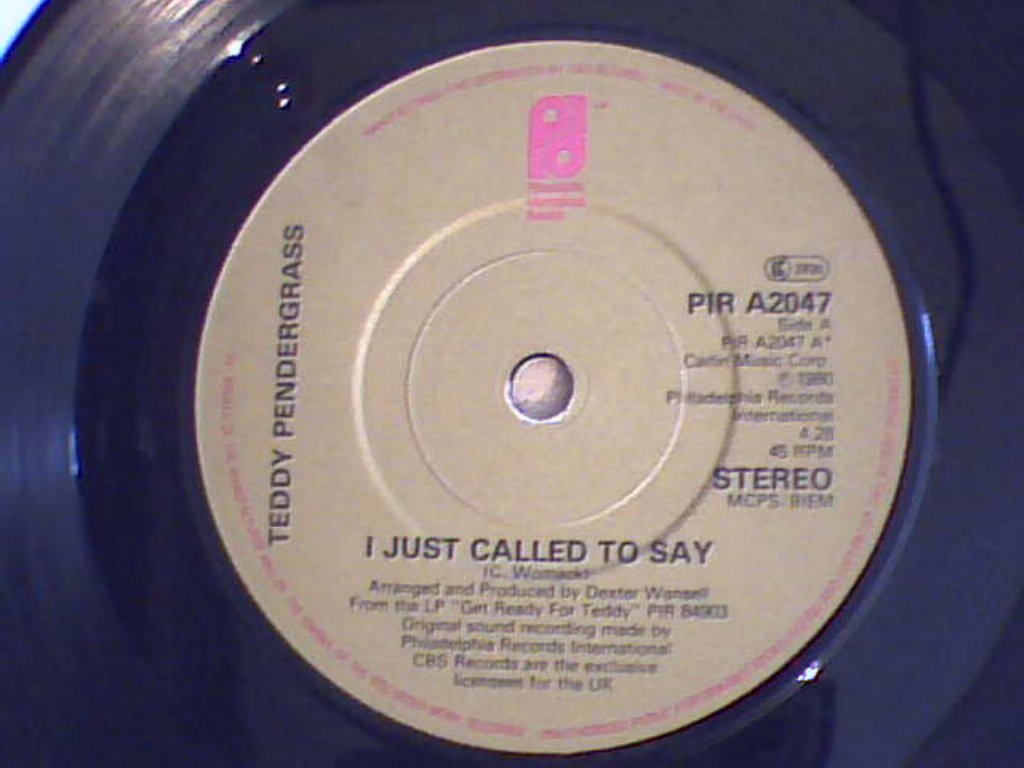 TEDDY PENDERGRASS
PIR A2047
Side A
PIR A2047 A*
Carlin Music Corp.
℗ 1980
Philadelphia Records
International
4.28
45 RPM
STEREO
MCPS BIEM
I JUST CALLED TO SAY
(C. Womack)
Arranged and Produced by Dexter Wansell
From the LP "Get Ready For Teddy" PIR 84903
Original sound recording made by
Philadelphia Records International
CBS Records are the exclusive
licensees for the UK